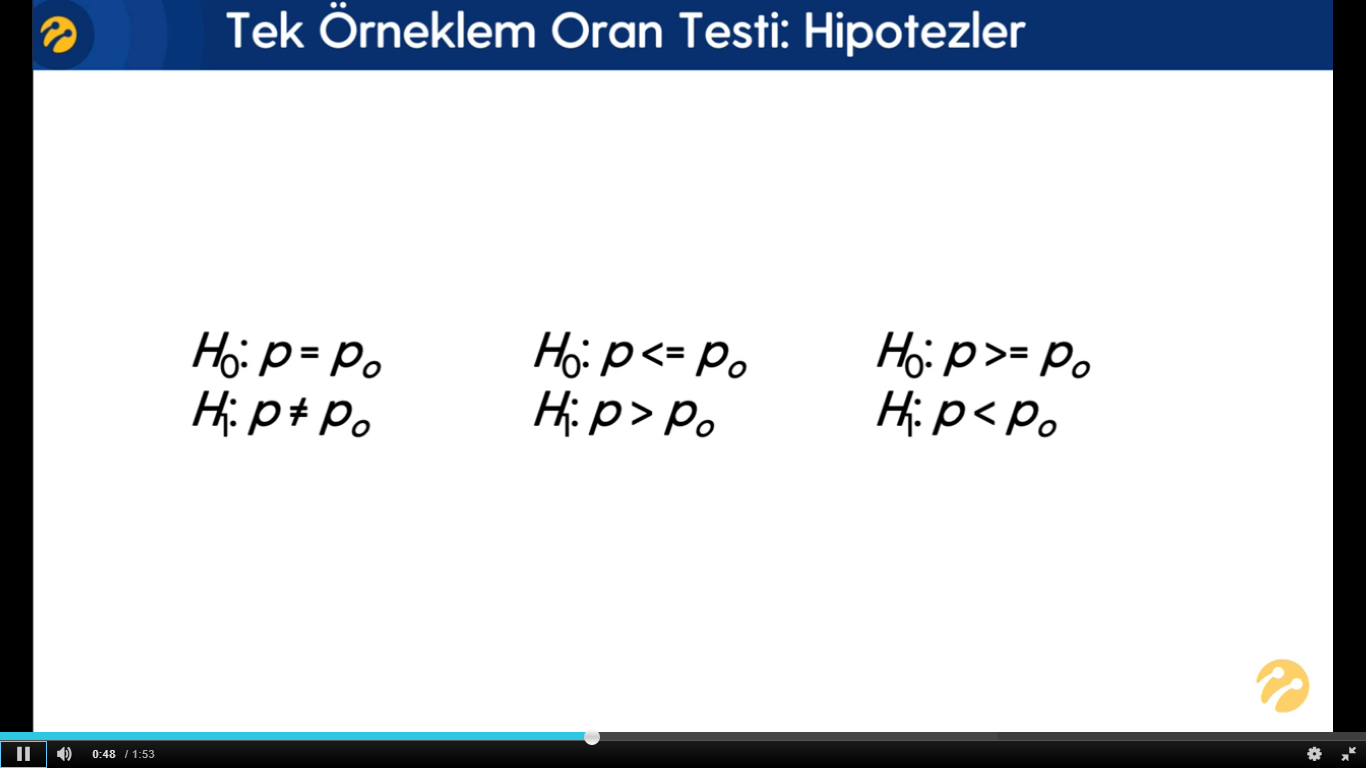 Tek Örneklem Oran Testi: Hipotezler
H₀: p = pₒ
H₁: p ≠ pₒ
H₀: p <= pₒ
H₁: p > pₒ
H₀: p >= pₒ
H₁: p < pₒ
0:48 / 1:53